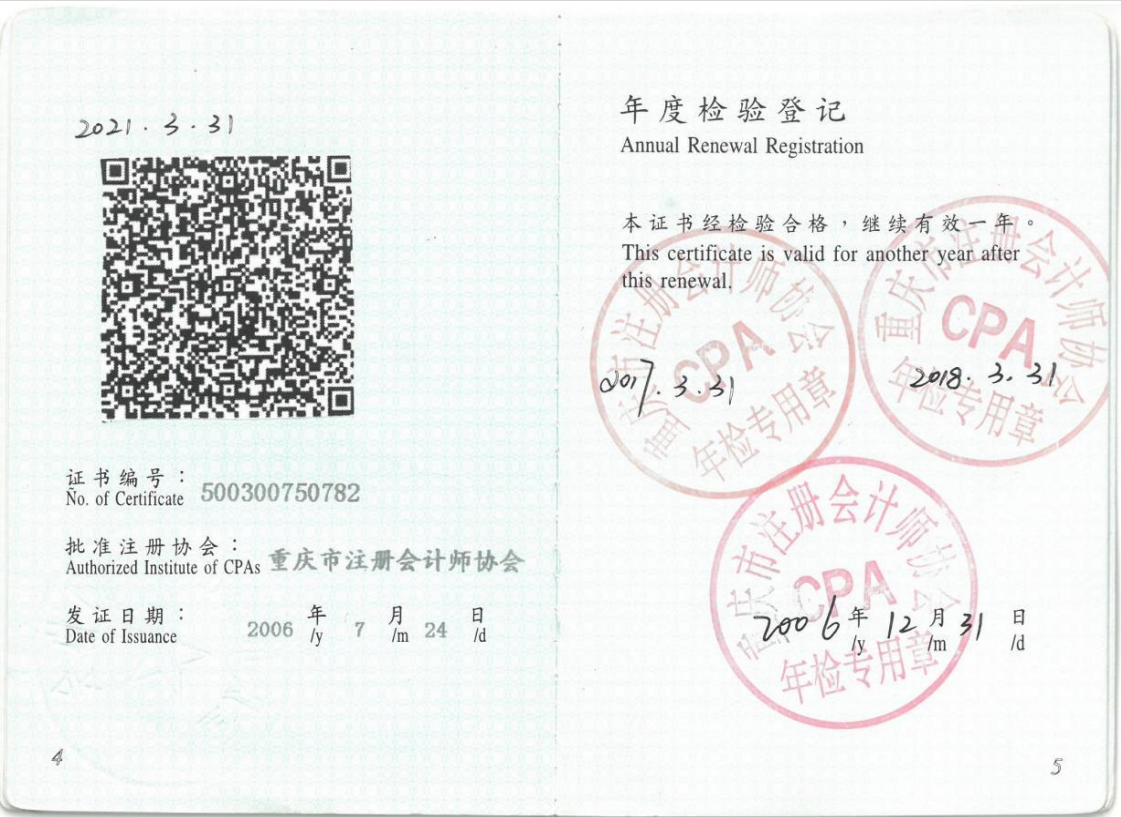 2021.3.31
证书编号：
No. of Certificate 500300750782
批准注册协会：
Authorized Institute of CPAs 重庆市注册会计师协会
发证日期：
Date of Issuance 2006 年/y 7 月/m 24 日/d
4
年度检验登记
Annual Renewal Registration
本证书经检验合格，继续有效一年。
This certificate is valid for another year after
this renewal.
重庆市注册会计师协会
CPA
2017.3.31
年检专用章
重庆市注册会计师协会
CPA
2018.3.31
年检专用章
重庆市注册会计师协会
CPA
2006 年/y 12 月/m 31 日/d
年检专用章
5